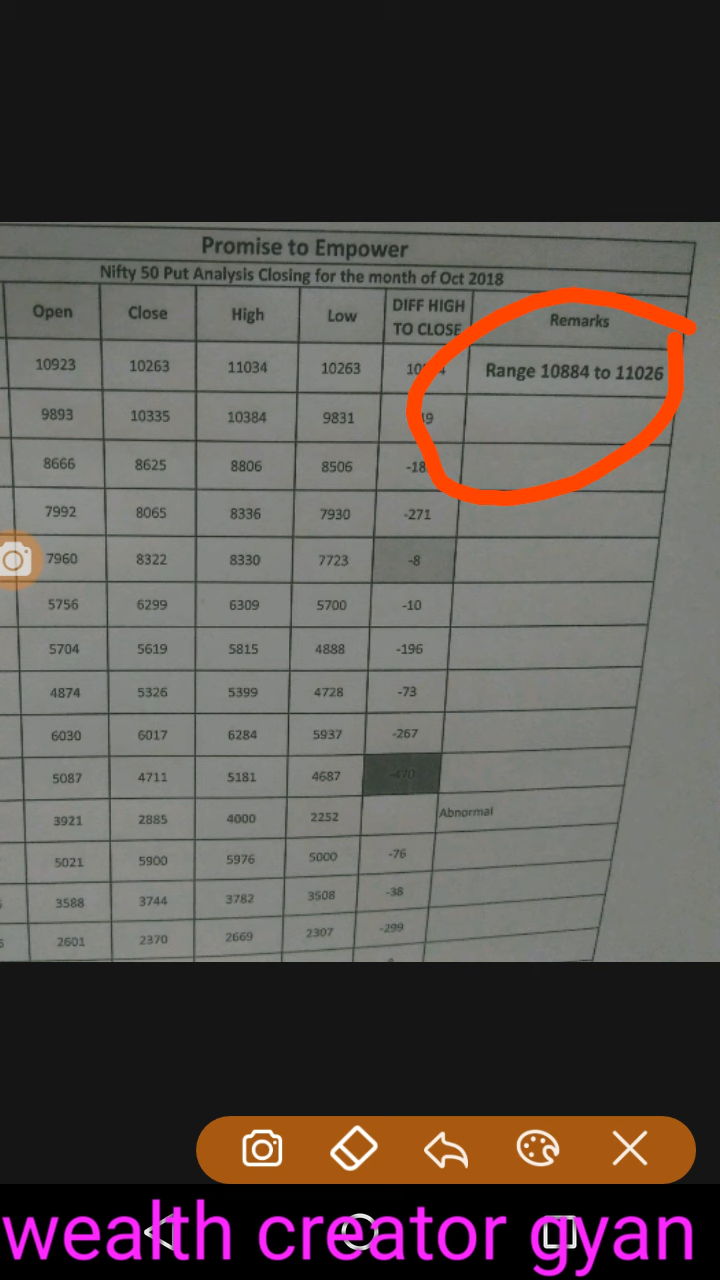 Promise to Empower
Nifty 50 Put Analysis Closing for the month of Oct 2018
Open Close High Low DIFF HIGH TO CLOSE Remarks
10923 10263 11034 10263 Range 10884 to 11026
9893 10335 10384 9831
8666 8625 8806 8506
7992 8065 8336 7930 -271
7960 8322 8330 7723 -8
5756 6299 6309 5700 -10
5704 5619 5815 4888 -196
4874 5326 5399 4728 -73
6030 6017 6284 5937 -267
5087 4711 5181 4687 -470
3921 2885 4000 2252 Abnormal
5021 5900 5976 5000 -76
3588 3744 3782 3508 -38
2601 2370 2669 2307 -299
wealth creator gyan